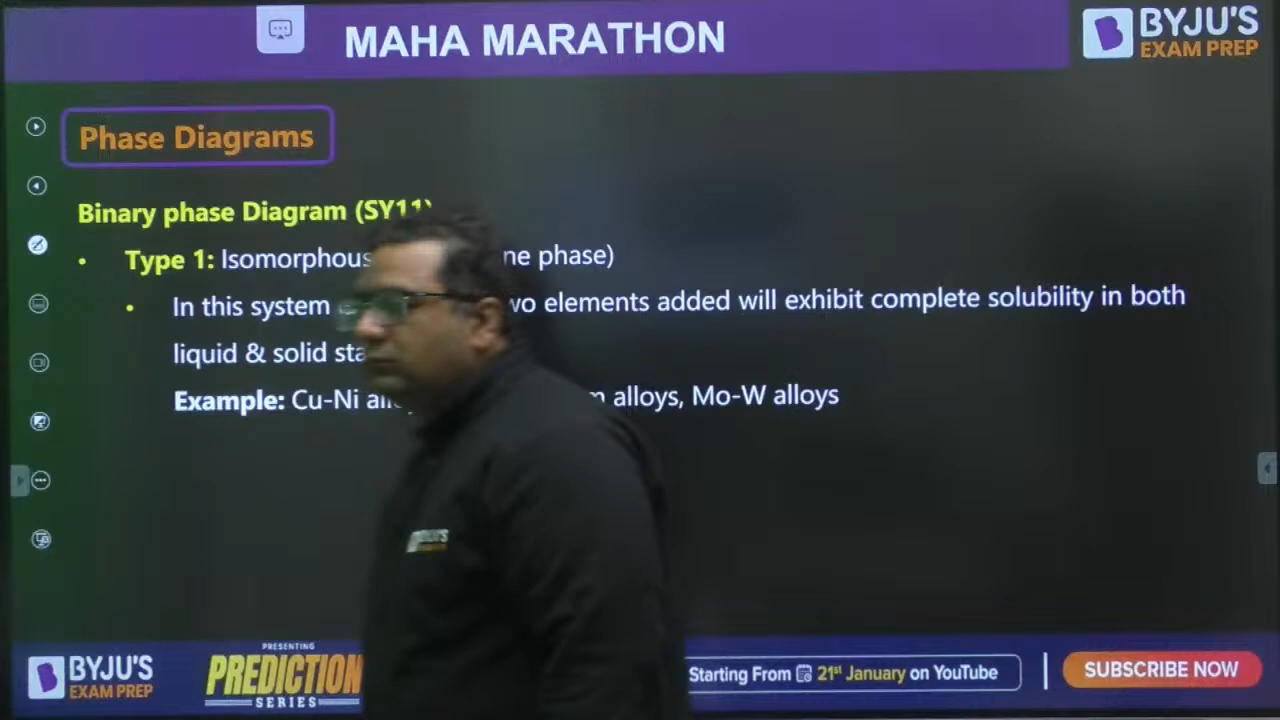 MAHA MARATHON
BYJU'S
EXAM PREP
Phase Diagrams
Binary phase Diagram (SY11)
• Type 1: Isomorphous phase)
• In this system elements added will exhibit complete solubility in both
liquid & solid
Example: Cu-Ni alloys, Mo-W alloys
BYJU'S
BYJU'S
EXAM PREP
PRESENTING
PREDICTION
SERIES
Starting From 21st January on YouTube
SUBSCRIBE NOW